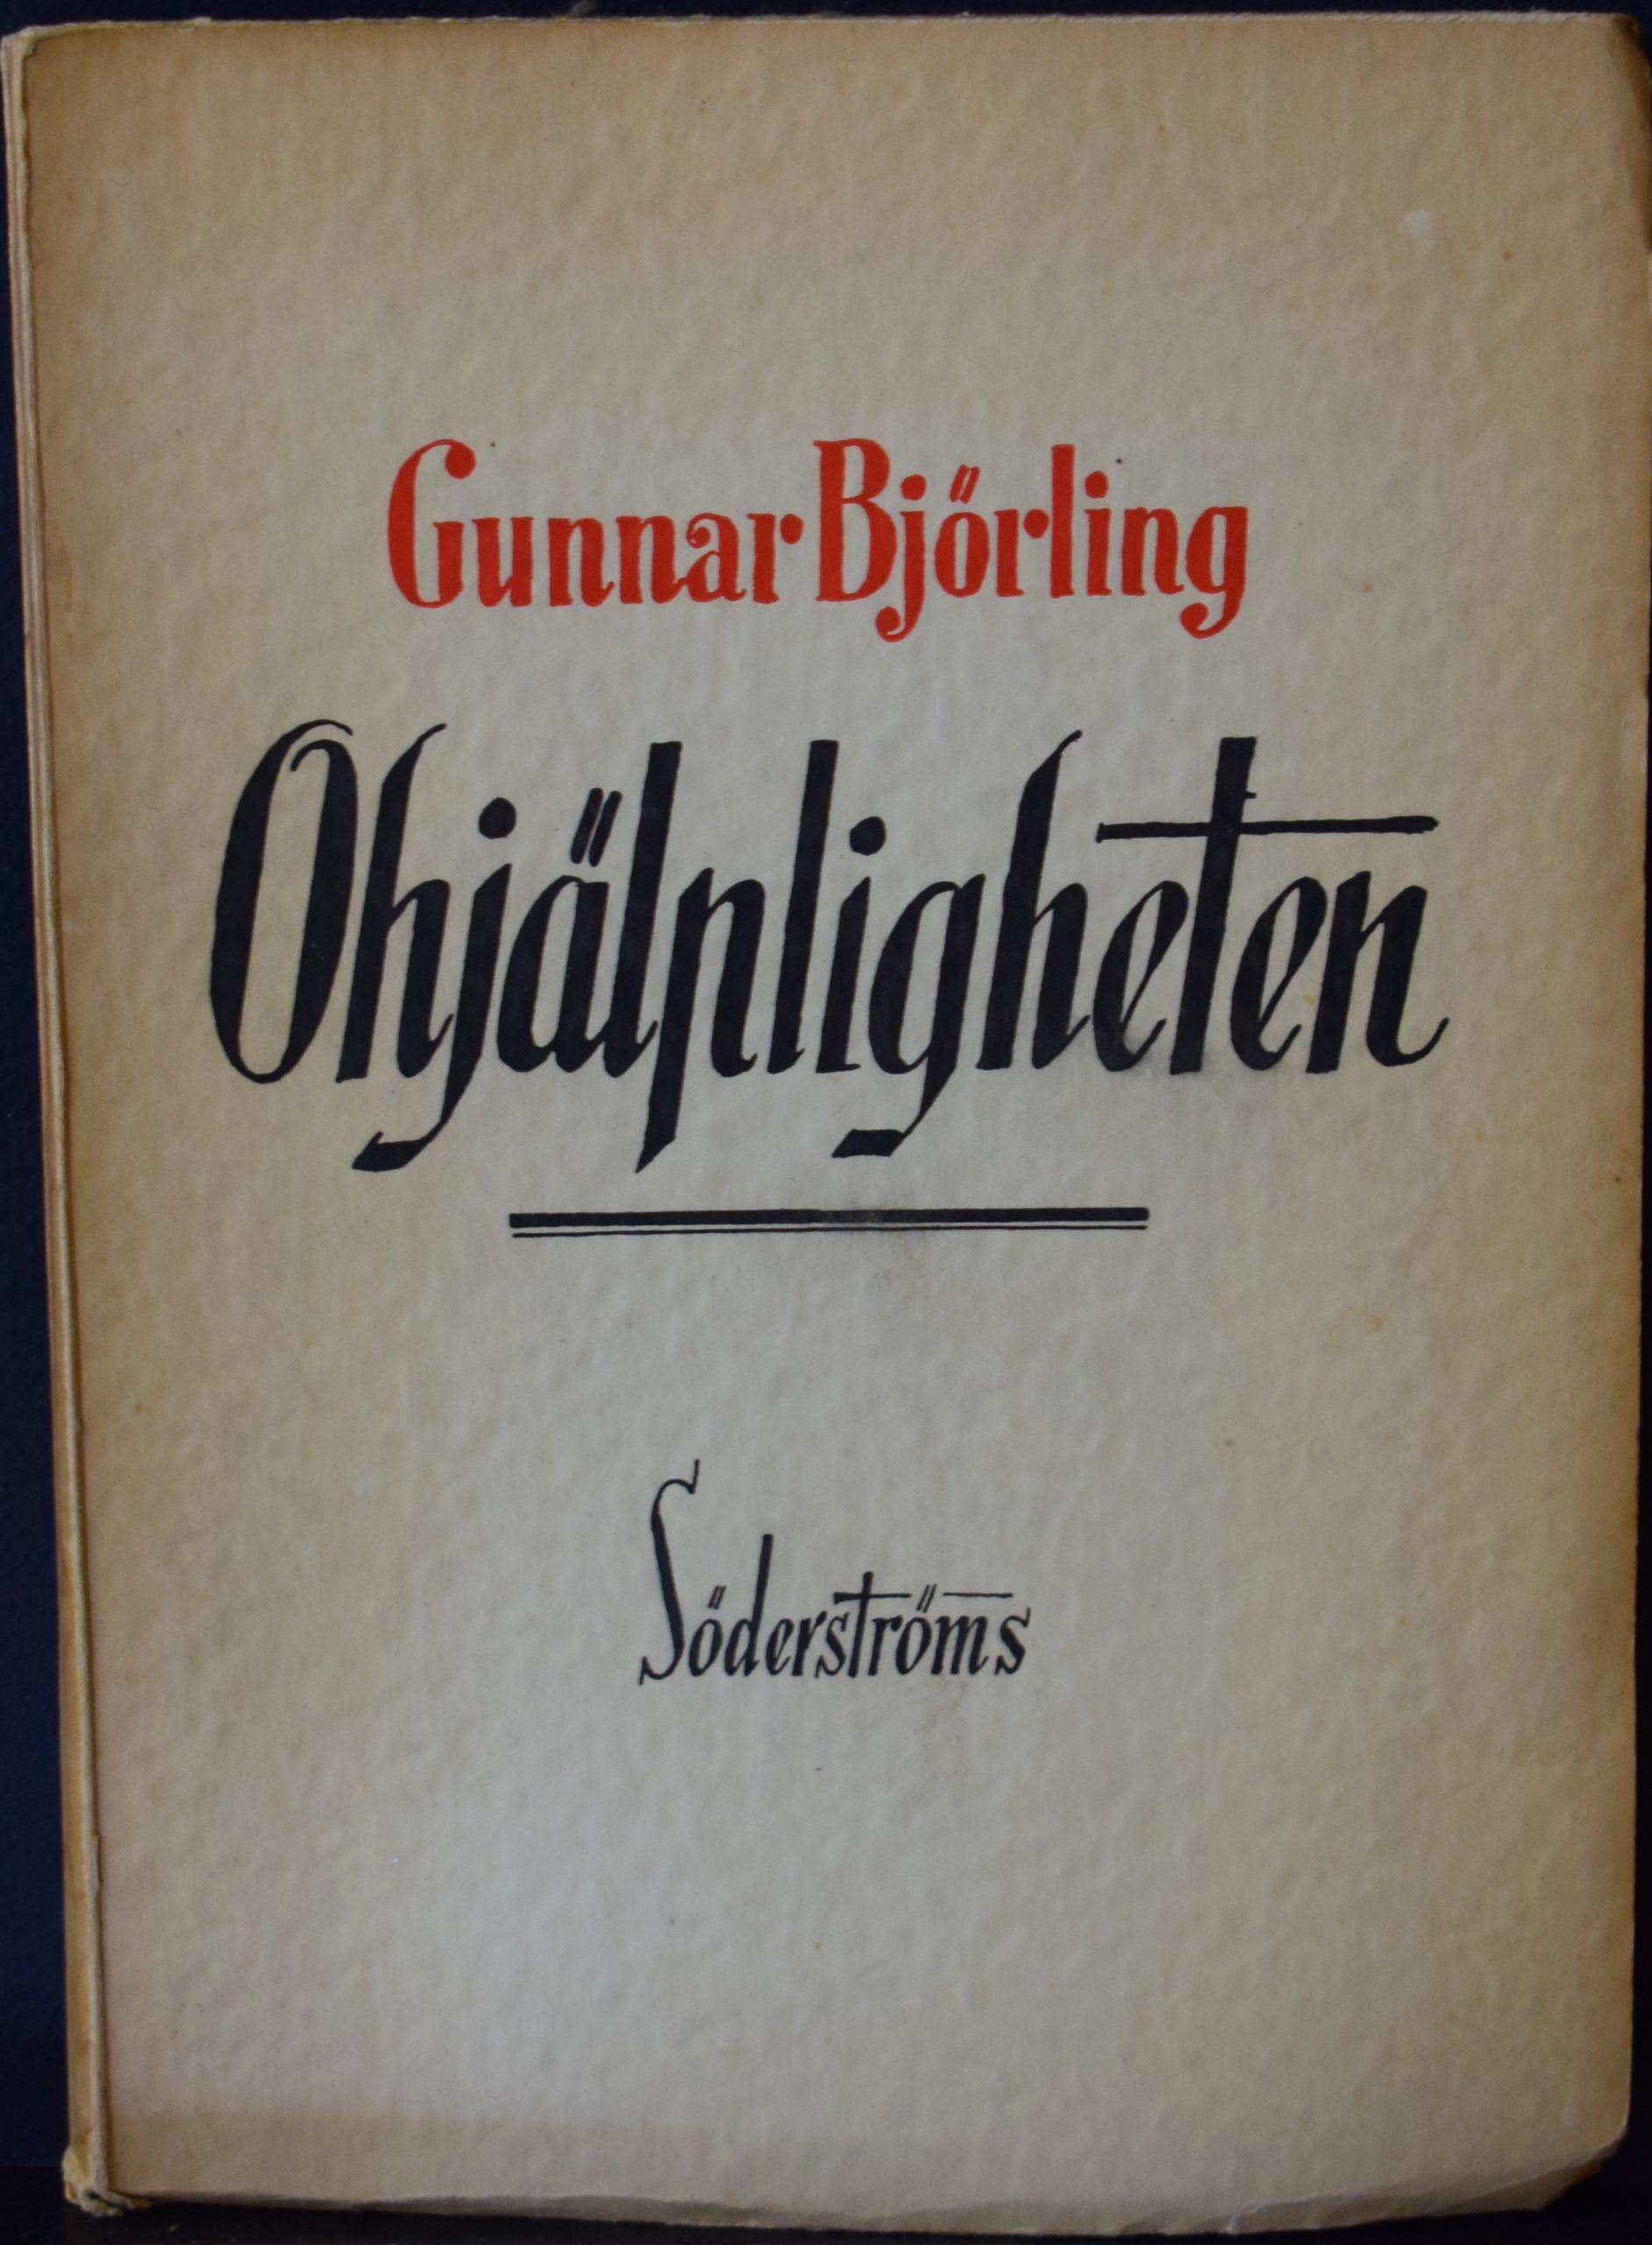 Gunnar Björling
Ohjälpligheten
Söderströms